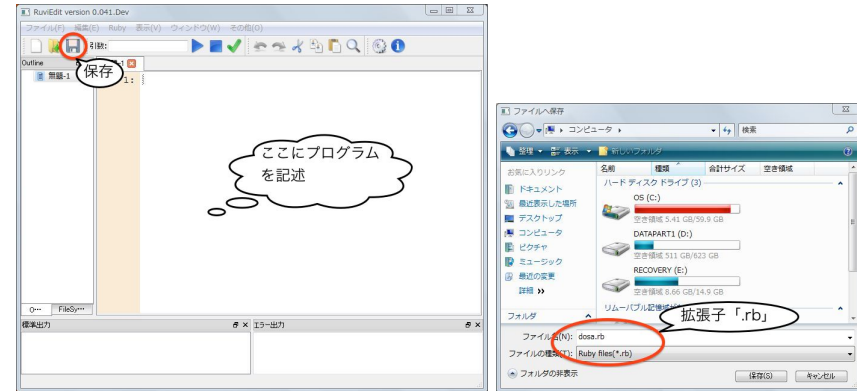 RuviEdit version 0.041.Dev
ファイル(F) 編集(E) Ruby 表示(V) ウィンドウ(W) その他(O)
引数:
Outline
保存
無題-1
1:
ここにプログラム
を記述
O… FileSy…
標準出力
エラー出力
ファイルへ保存
コンピュータ
検索
整理 表示 新しいフォルダ
お気に入りリンク
ドキュメント
最近表示した場所
デスクトップ
コンピュータ
ピクチャ
ミュージック
最近の変更
詳細
フォルダ
名前 種類 合計サイズ 空き領域
ハード ディスク ドライブ (3)
OS (C:)
空き領域 5.41 GB/59.9 GB
DATAPART1 (D:)
空き領域 511 GB/623 GB
RECOVERY (E:)
空き領域 8.66 GB/14.9 GB
拡張子「.rb」
ファイル名(N): dosa.rb
ファイルの種類(T): Ruby files(*.rb)
フォルダの非表示
保存(S) キャンセル